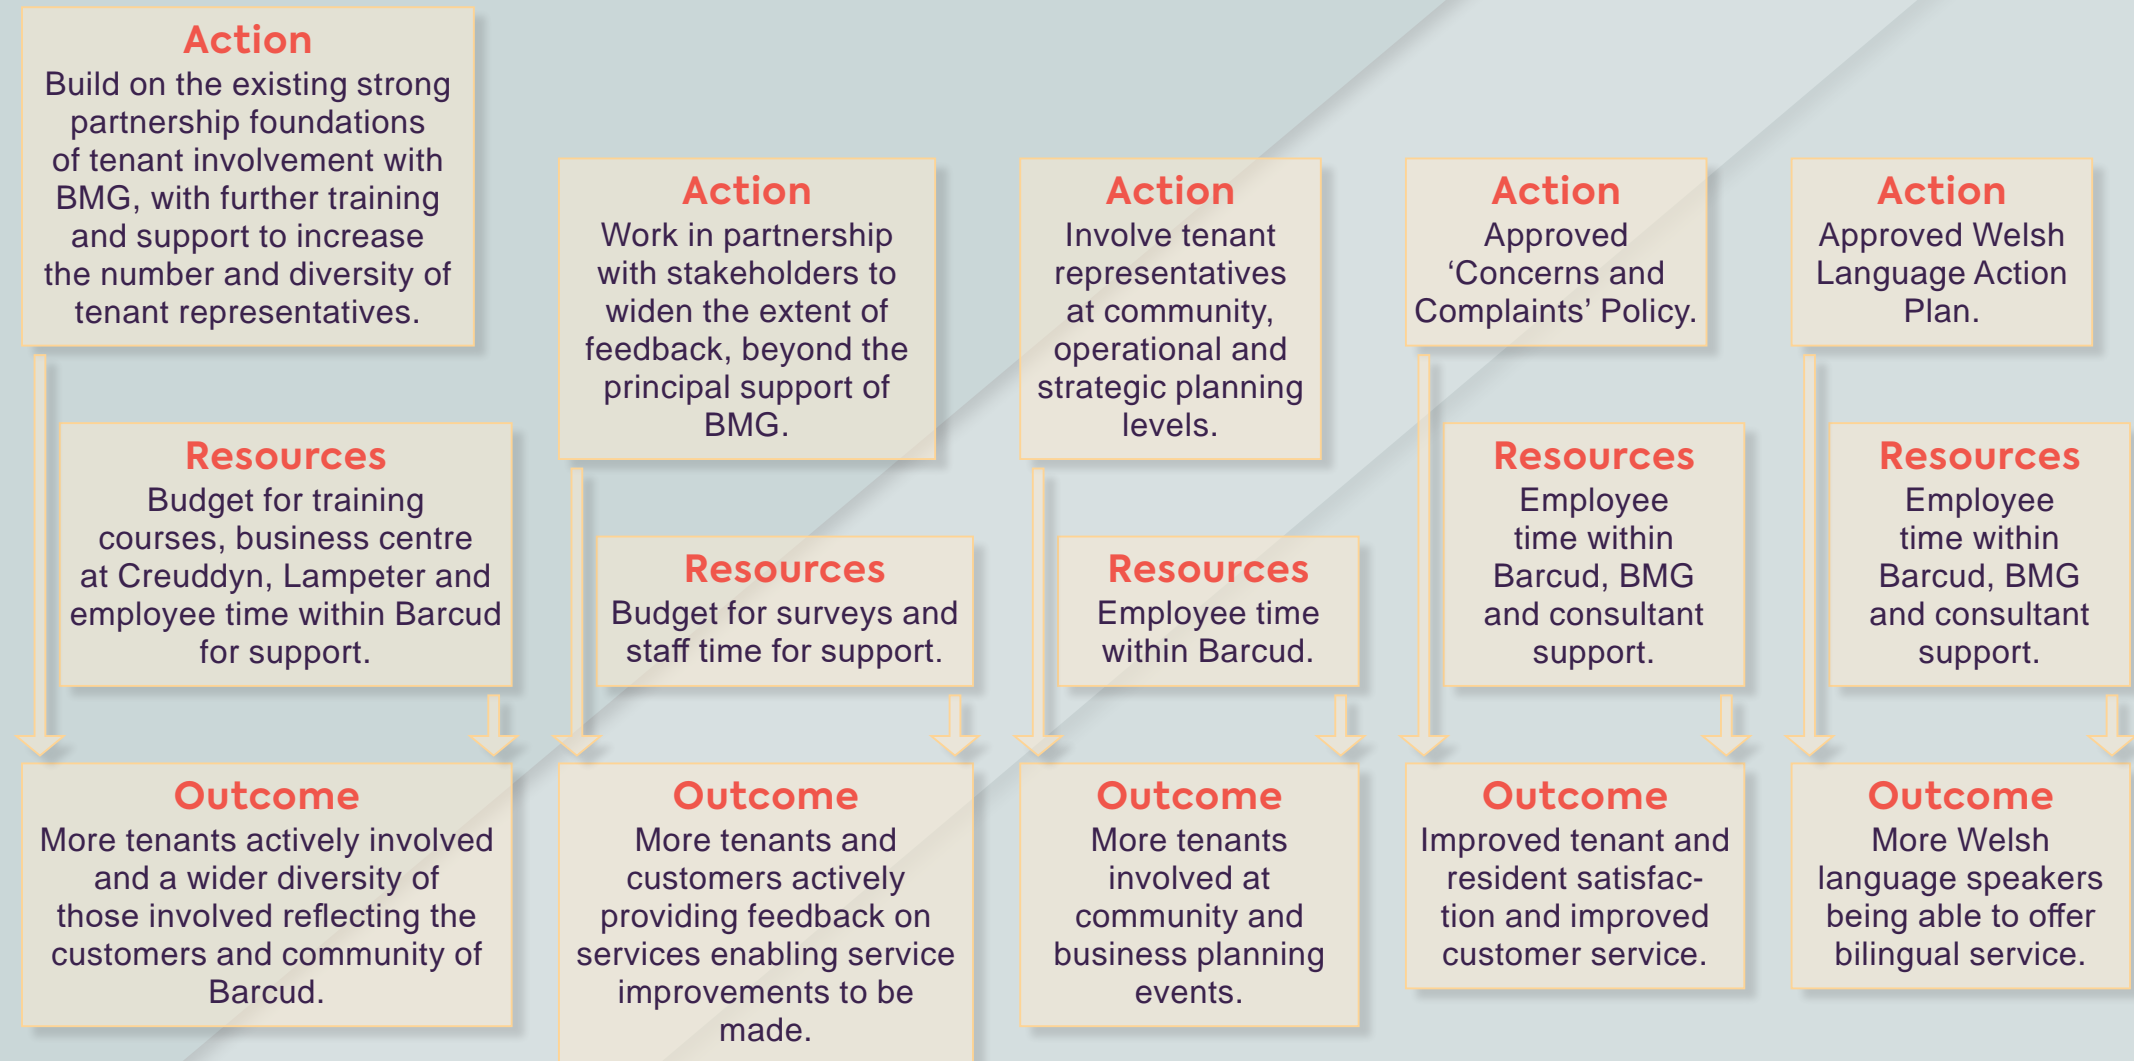 Action
Build on the existing strong
partnership foundations
of tenant involvement with
BMG, with further training
and support to increase
the number and diversity of
tenant representatives.
Resources
Budget for training
courses, business centre
at Creuddyn, Lampeter and
employee time within Barcud
for support.
Outcome
More tenants actively involved
and a wider diversity of
those involved reflecting the
customers and community of
Barcud.
Action
Work in partnership
with stakeholders to
widen the extent of
feedback, beyond the
principal support of
BMG.
Resources
Budget for surveys and
staff time for support.
Outcome
More tenants and
customers actively
providing feedback on
services enabling service
improvements to be
made.
Action
Involve tenant
representatives
at community,
operational and
strategic planning
levels.
Resources
Employee time
within Barcud.
Outcome
More tenants
involved at
community and
business planning
events.
Action
Approved
‘Concerns and
Complaints’ Policy.
Resources
Employee
time within
Barcud, BMG
and consultant
support.
Outcome
Improved tenant and
resident satisfac-
tion and improved
customer service.
Action
Approved Welsh
Language Action
Plan.
Resources
Employee
time within
Barcud, BMG
and consultant
support.
Outcome
More Welsh
language speakers
being able to offer
bilingual service.